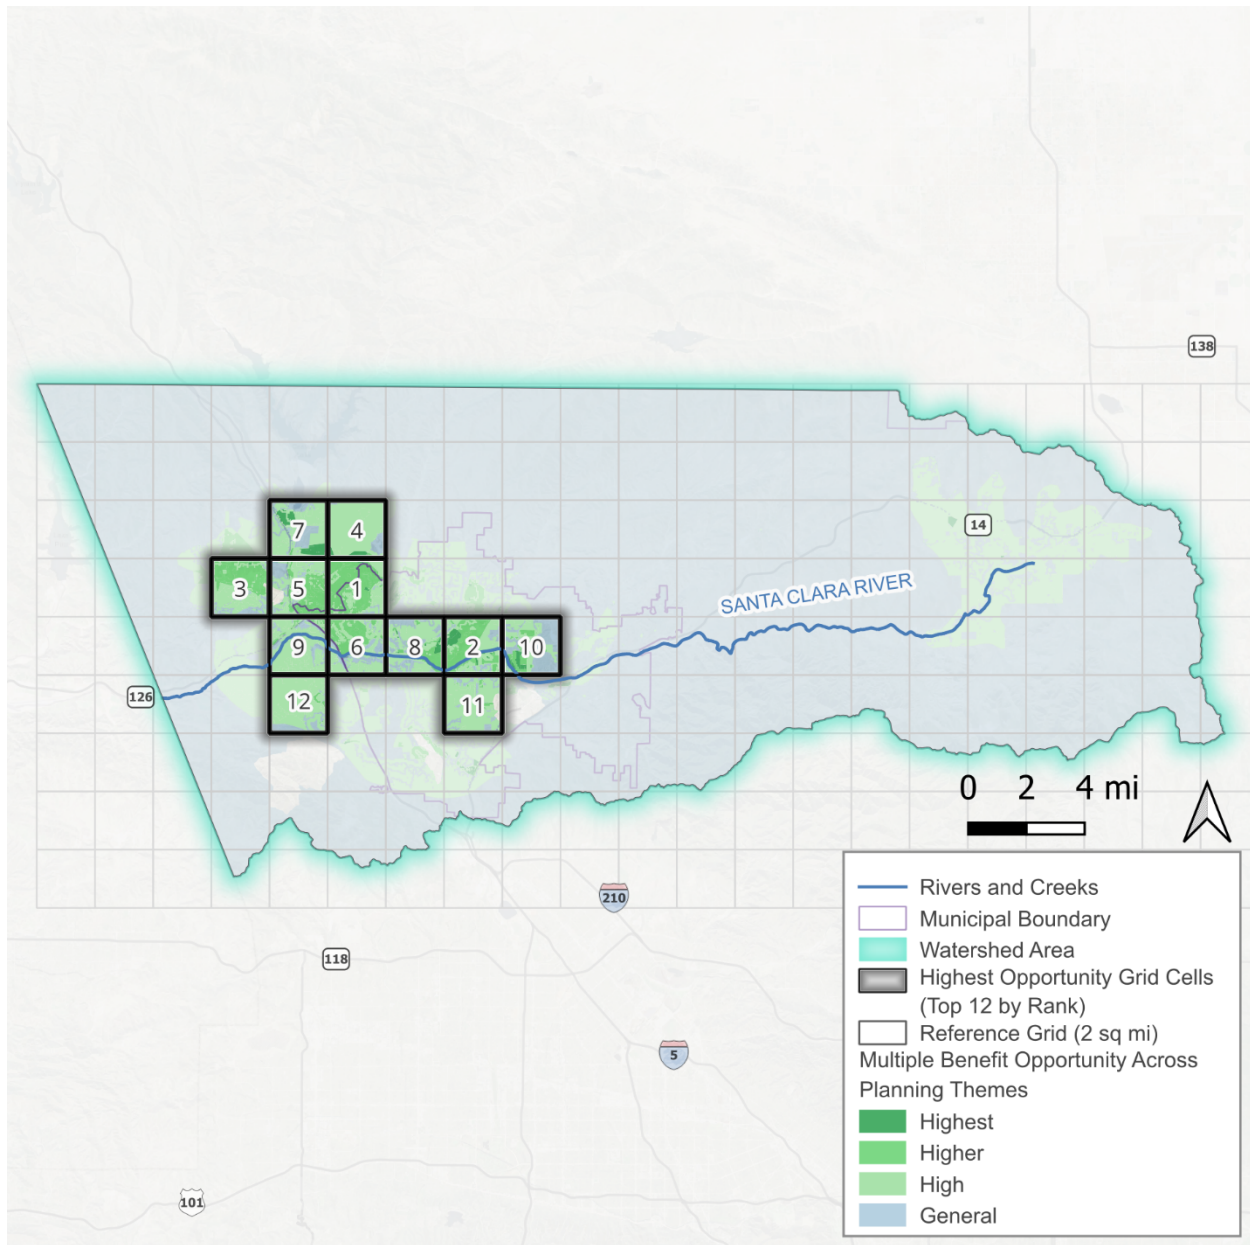 138
14
7
4
3
5
1
SANTA CLARA RIVER
9
6
8
2
10
126
12
11
0 2 4 mi
210
118
5
101
Rivers and Creeks
Municipal Boundary
Watershed Area
Highest Opportunity Grid Cells
(Top 12 by Rank)
Reference Grid (2 sq mi)
Multiple Benefit Opportunity Across
Planning Themes
Highest
Higher
High
General